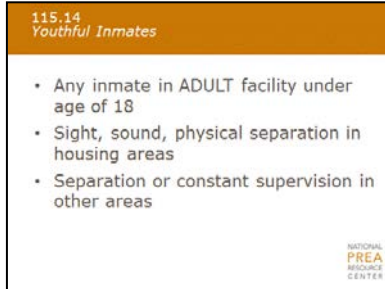 115.14
Youthful Inmates
• Any inmate in ADULT facility under
age of 18
• Sight, sound, physical separation in
housing areas
• Separation or constant supervision in
other areas
NATIONAL
PREA
RESOURCE
CENTER